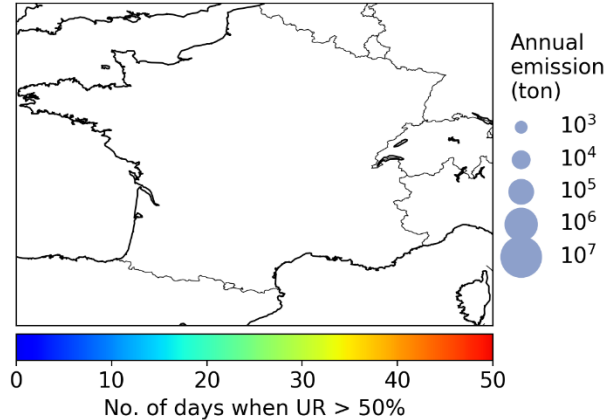 Annual
emission
(ton)
10³
10⁴
10⁵
10⁶
10⁷
0 10 20 30 40 50
No. of days when UR > 50%